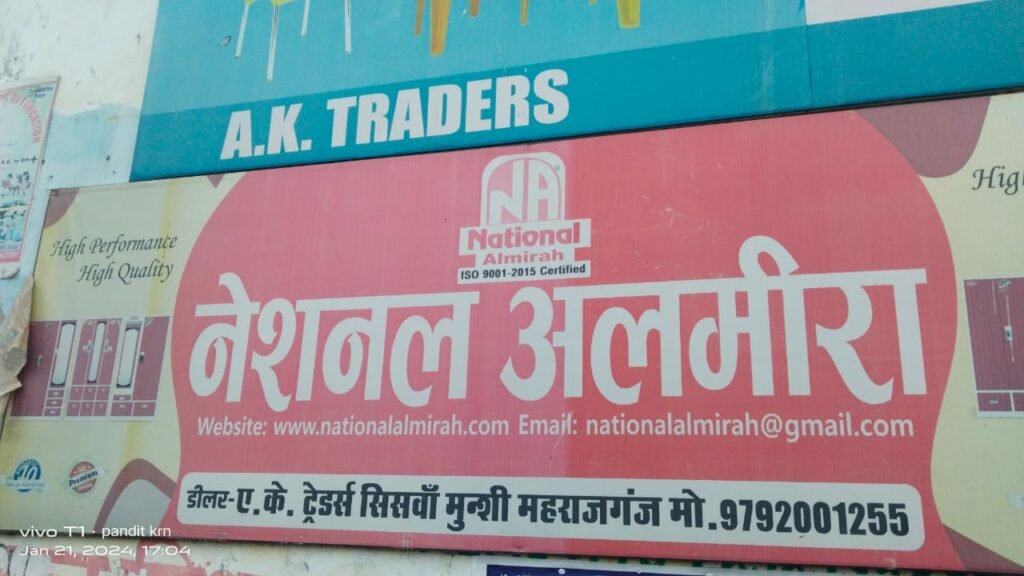 A.K. TRADERS
NA
National
Almirah
ISO 9001-2015 Certified
High Performance
High Quality
नेशनल अलमीरा
Website: www.nationalalmirah.com Email: nationalalmirah@gmail.com
Premium
डीलर-ए. के. ट्रेडर्स सिसवाँ मुन्शी महराजगंज मो.9792001255
vivo T1 · pandit krn
Jan 21, 2024, 17:04